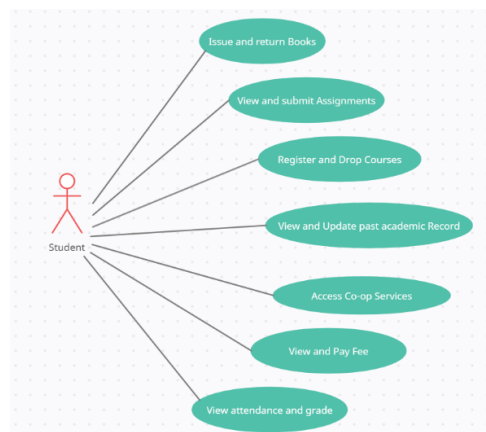 Issue and return Books
View and submit Assignments
Register and Drop Courses
View and Update past academic Record
Student
Access Co-op Services
View and Pay Fee
View attendance and grade